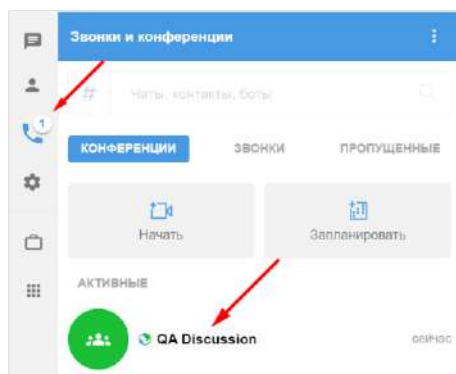 Звонки и конференции
1
# Чаты, контакты, боты
КОНФЕРЕНЦИИ ЗВОНКИ ПРОПУЩЕННЫЕ
Начать Запланировать
АКТИВНЫЕ
QA Discussion сейчас